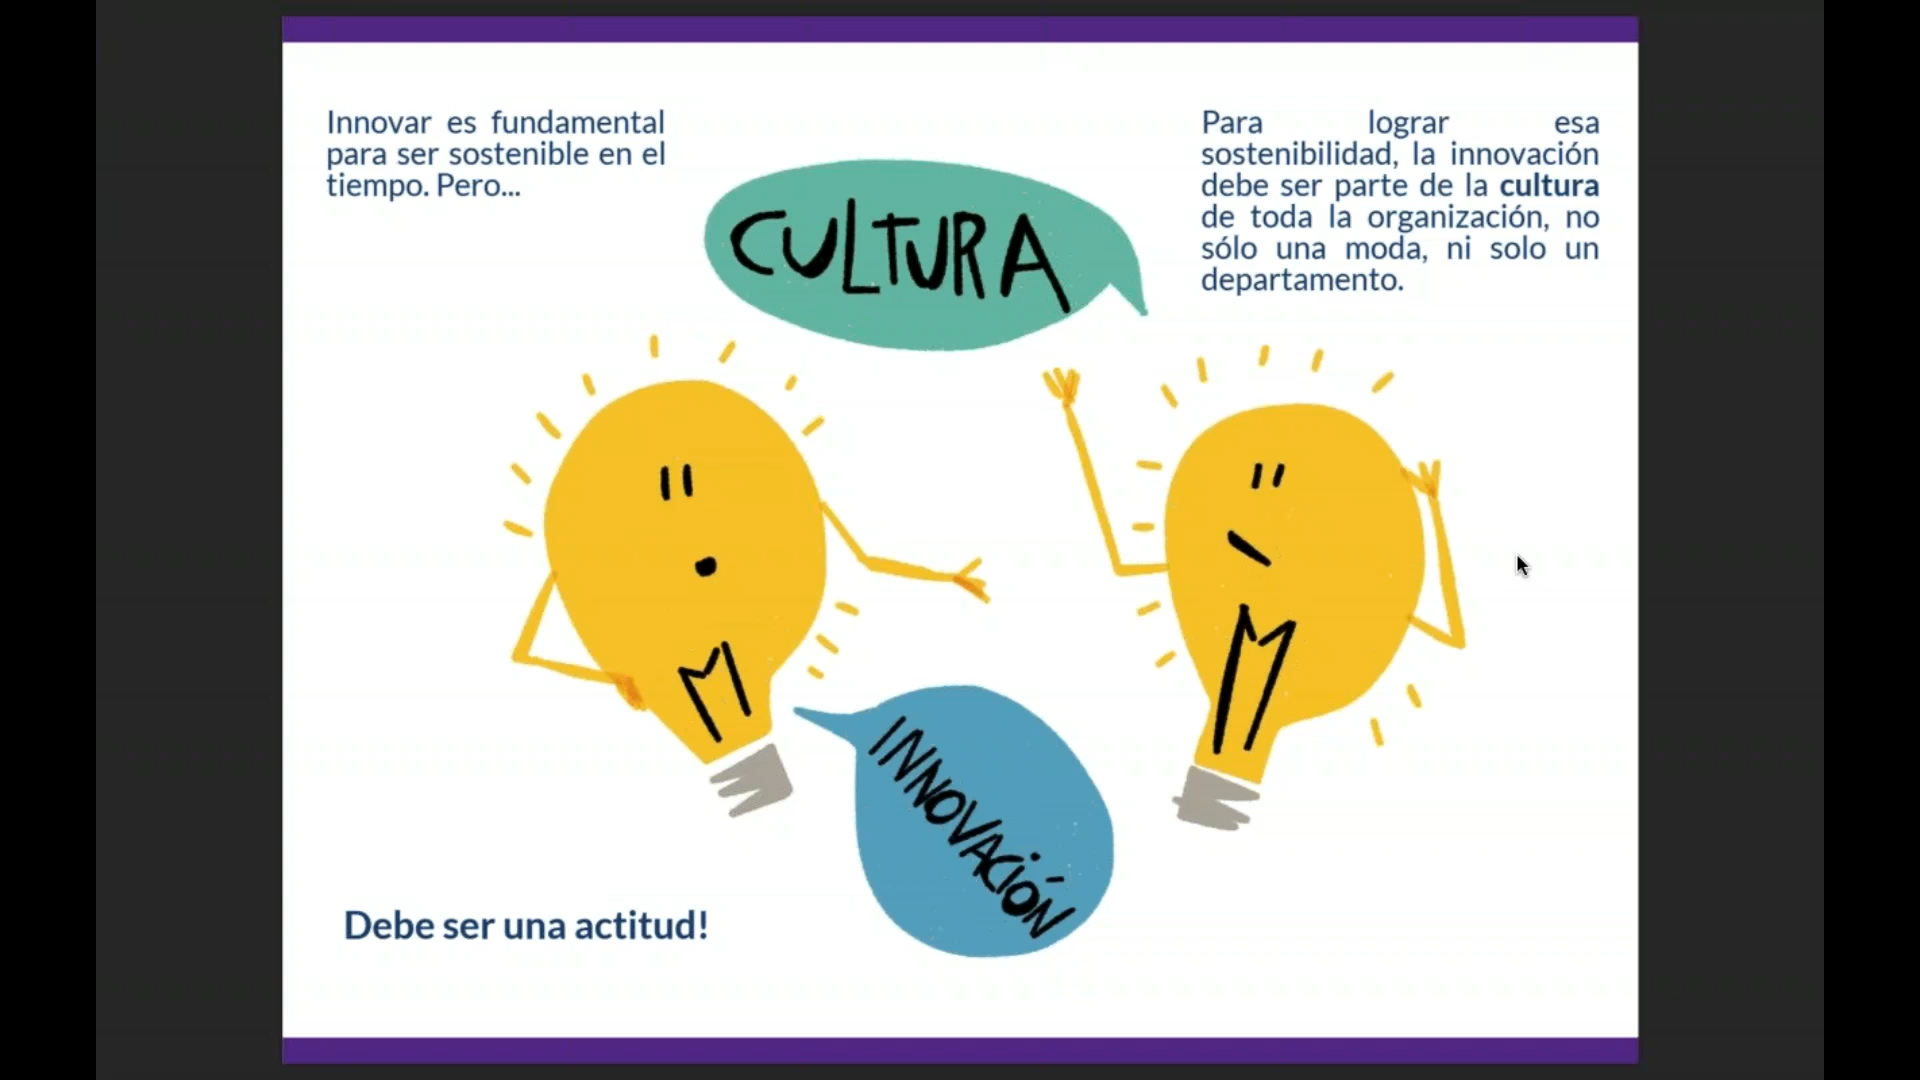 Innovar es fundamental
para ser sostenible en el
tiempo. Pero...
Para lograr esa
sostenibilidad, la innovación
debe ser parte de la cultura
de toda la organización, no
sólo una moda, ni solo un
departamento.
CULTURA
INNOVACIÓN
Debe ser una actitud!